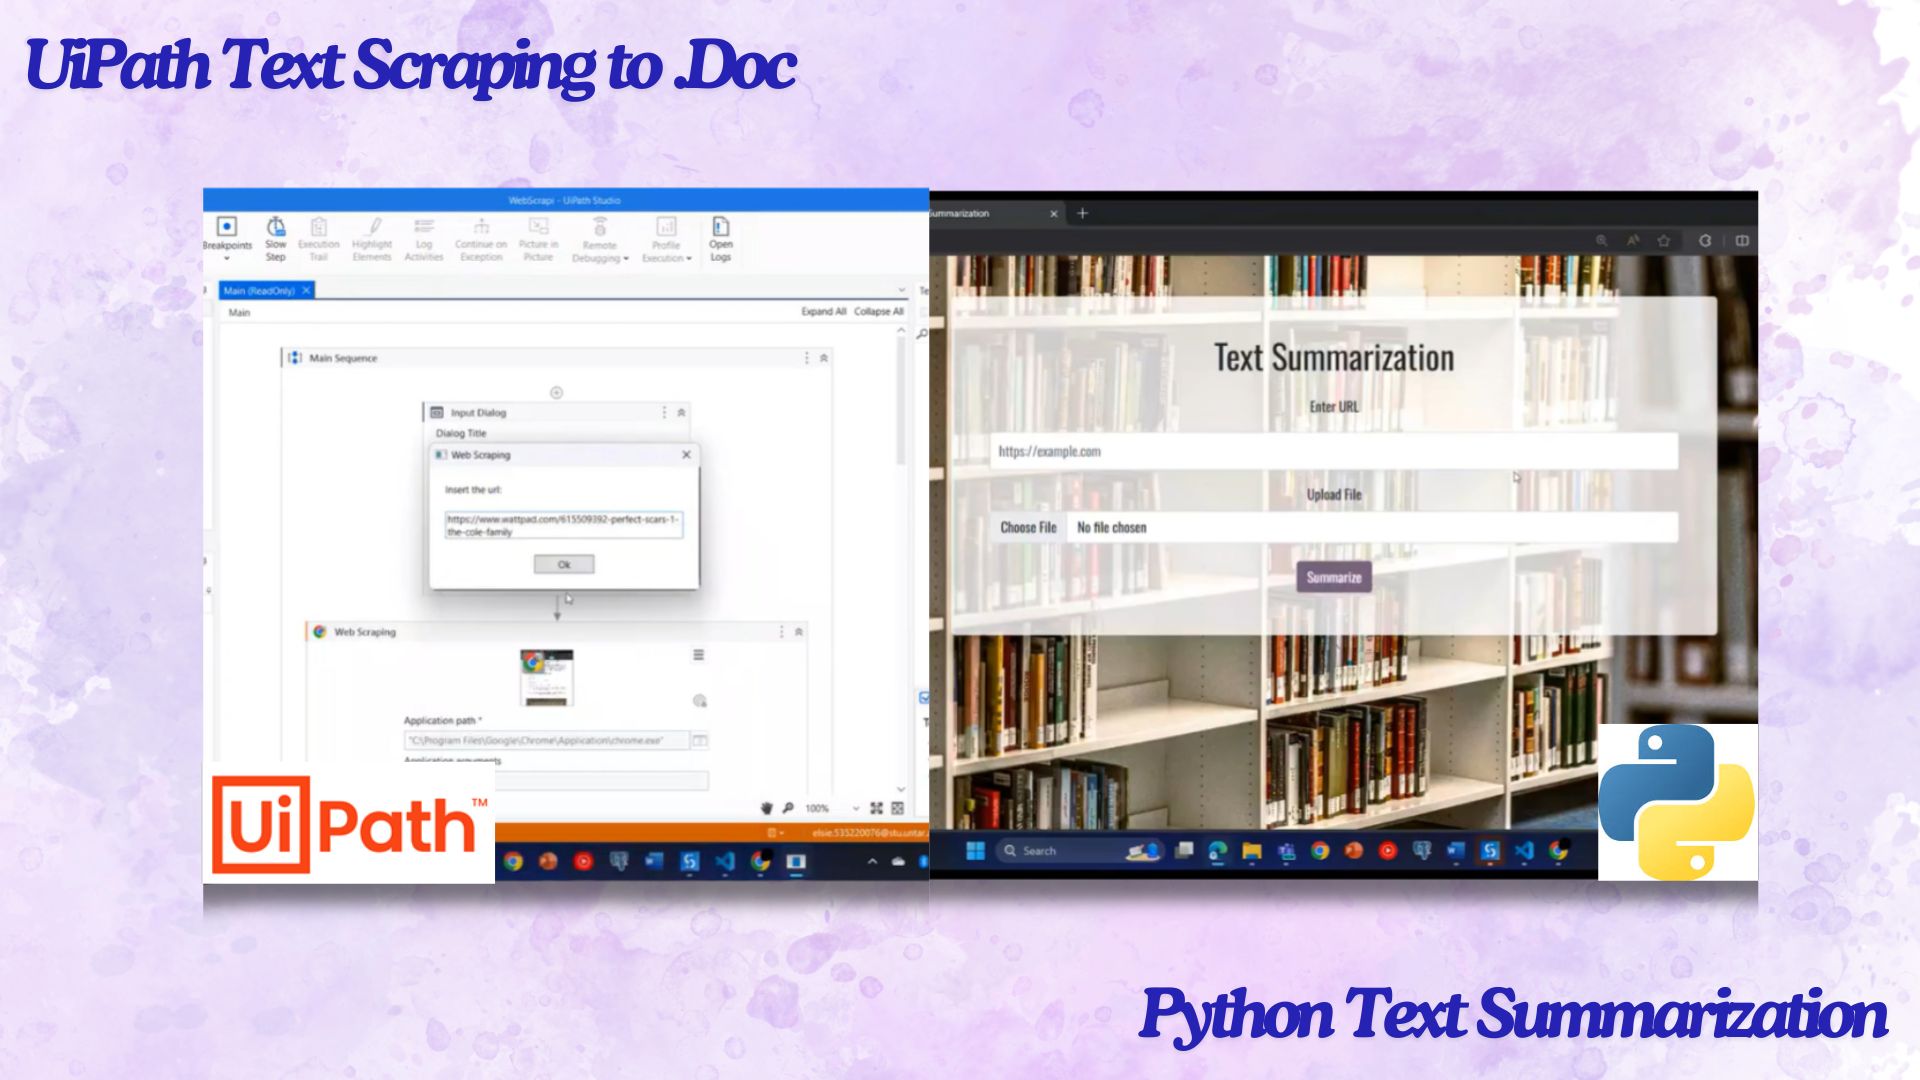 UiPath Text Scraping to .Doc
WebScrapi - UiPath Studio
Breakpoints
Slow Step
Execution Trail
Highlight Elements
Log Activities
Continue on Exception
Picture in Picture
Remote Debugging
Profile Execution
Open Logs
Main (ReadOnly)
Main
Expand All Collapse All
Main Sequence
Input Dialog
Dialog Title
Web Scraping
Insert the url:
https://www.wattpad.com/615509392-perfect-scars-1-
the-cole-family
Ok
Web Scraping
Application path *
"C:\Program Files\Google\Chrome\Application\chrome.exe"
Application arguments
100%
elsie.535220076@stu.untar.
UiPath™
Summarization
Text Summarization
Enter URL
https://example.com
Upload File
Choose File No file chosen
Summarize
Search
Python Text Summarization